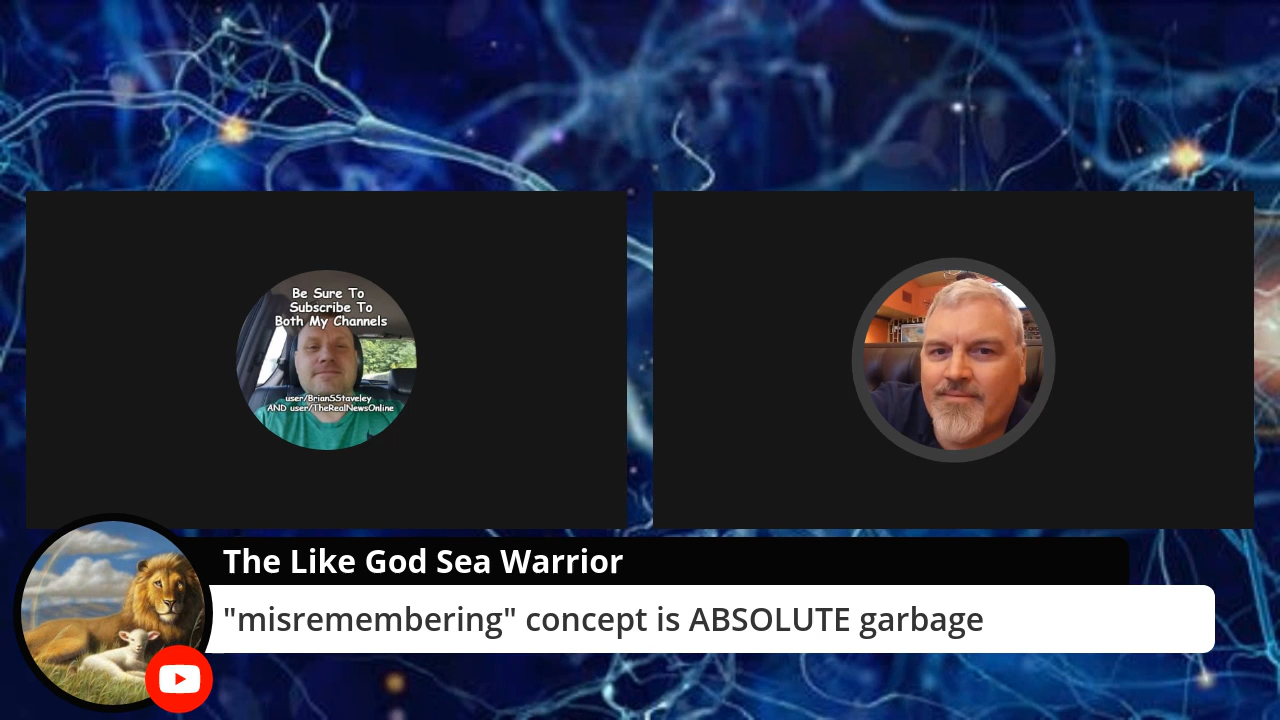 Be Sure To
Subscribe To
Both My Channels
user/BrianSStaveley
AND user/TheRealNewsOnline
The Like God Sea Warrior
"misremembering" concept is ABSOLUTE garbage